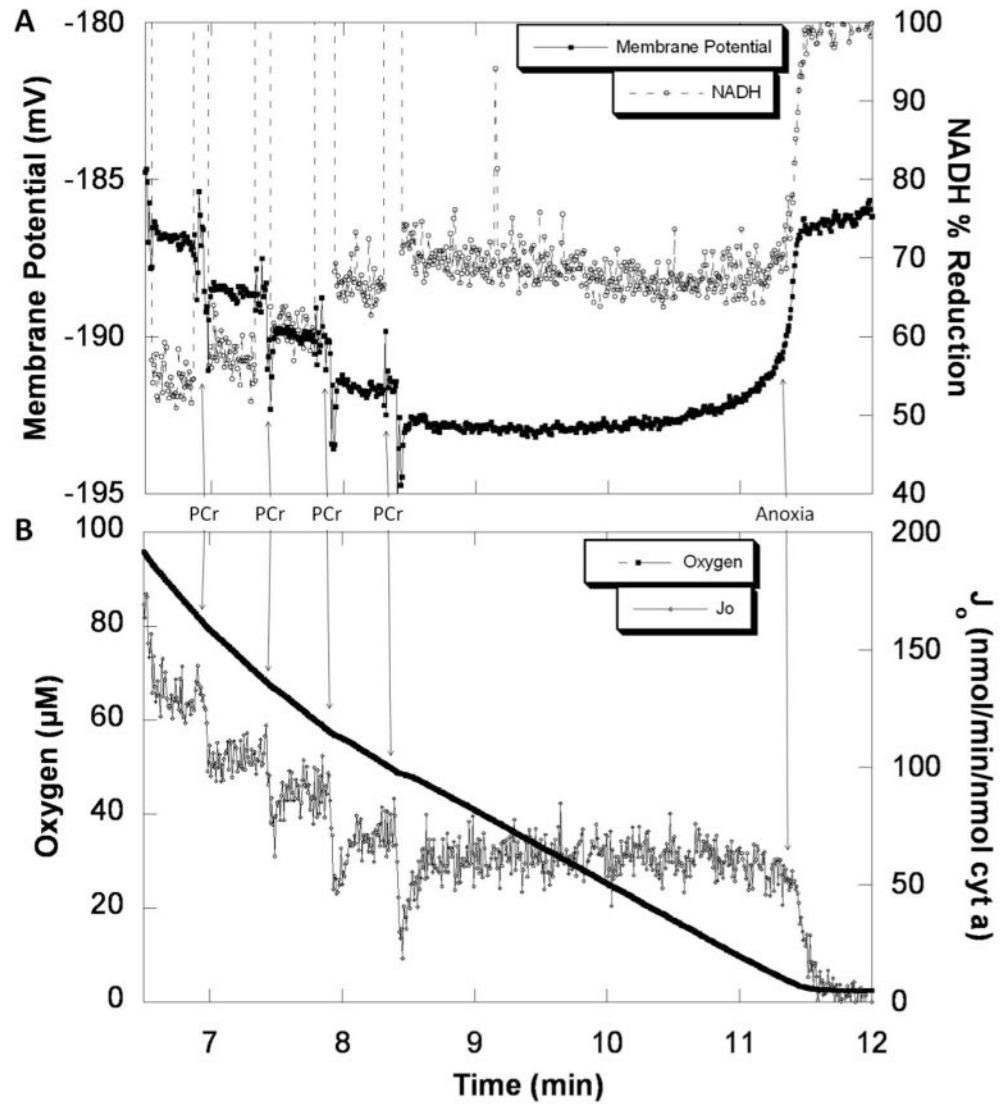 A
-180
-185
-190
-195
Membrane Potential (mV)
Membrane Potential
NADH
100
90
80
70
60
50
40
NADH % Reduction
PCr PCr PCr PCr Anoxia
B
100
80
60
40
20
0
Oxygen (µM)
Oxygen
Jo
200
150
100
50
0
Jo (nmol/min/nmol cyt a)
7 8 9 10 11 12
Time (min)